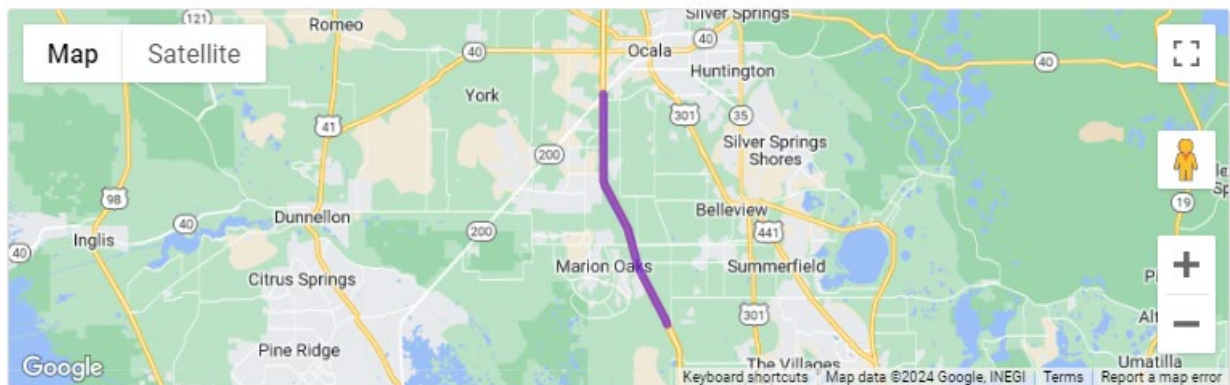 Map
Satellite
121
Romeo
Silver Springs
40
Ocala
40
Huntington
40
York
41
301
35
200
Silver Springs
Shores
98
19
40
Dunnellon
Belleview
Inglis
40
200
441
Citrus Springs
Marion Oaks
Summerfield
301
Pine Ridge
The Villages
Umatilla
Google
Keyboard shortcuts
Map data ©2024 Google, INEGI
Terms
Report a map error